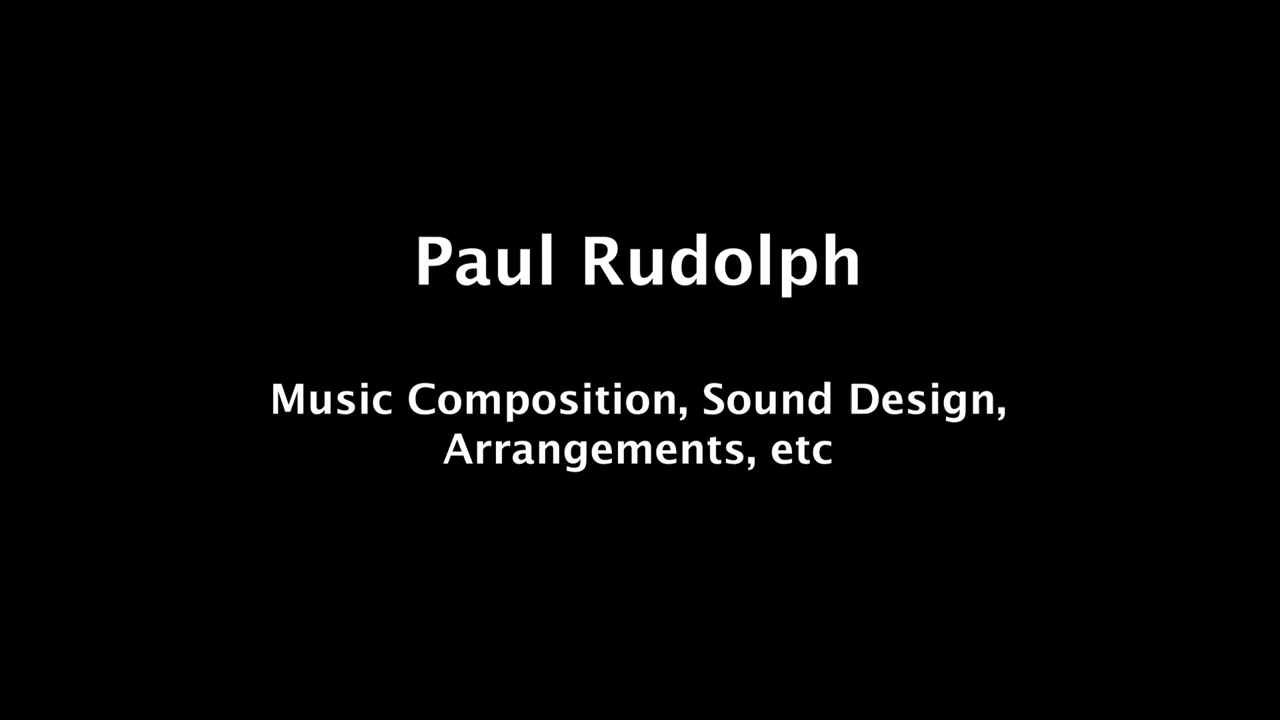 Paul Rudolph
Music Composition, Sound Design,
Arrangements, etc